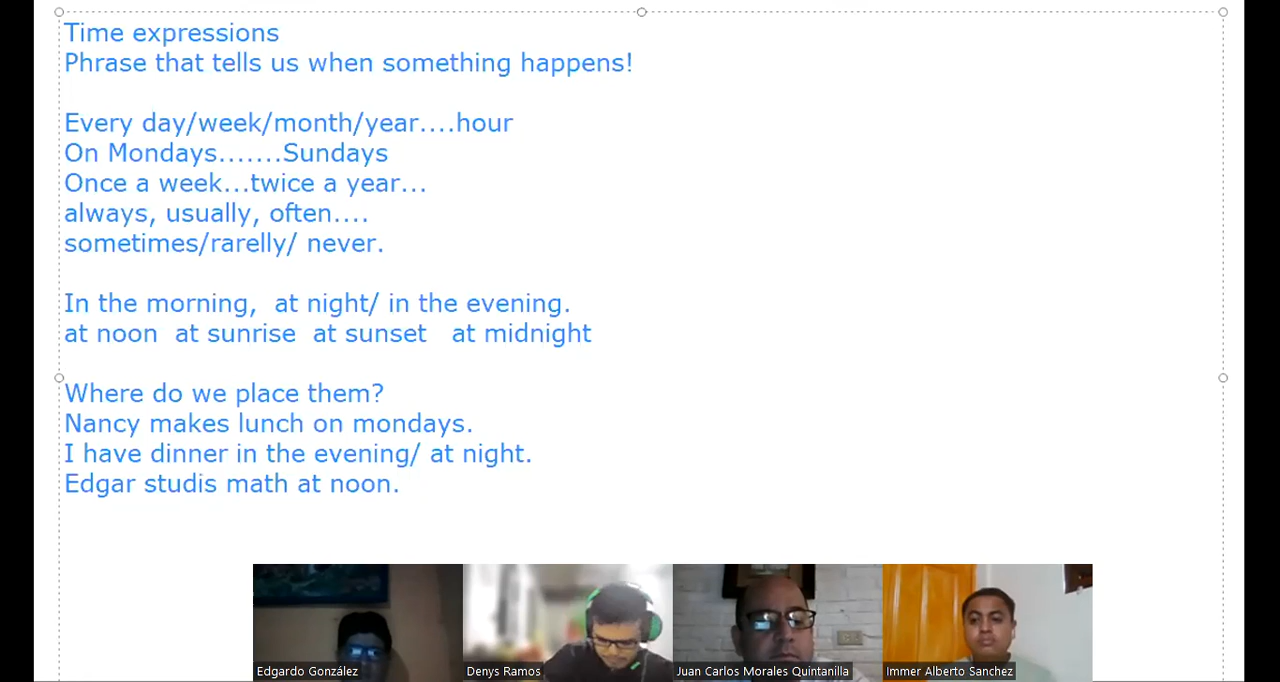 Time expressions
Phrase that tells us when something happens!
Every day/week/month/year....hour
On Mondays.......Sundays
Once a week...twice a year...
always, usually, often....
sometimes/rarelly/ never.
In the morning,  at night/ in the evening.
at noon  at sunrise  at sunset   at midnight
Where do we place them?
Nancy makes lunch on mondays.
I have dinner in the evening/ at night.
Edgar studis math at noon.
Edgardo González
Denys Ramos
Juan Carlos Morales Quintanilla
Immer Alberto Sanchez